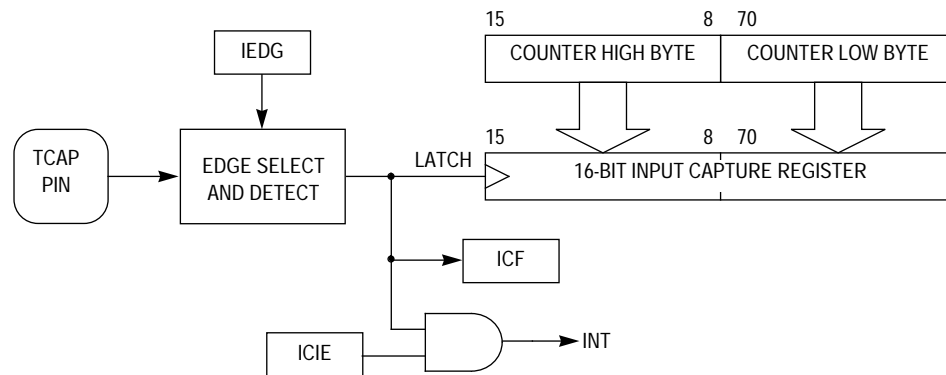 15 8 70
IEDG COUNTER HIGH BYTE COUNTER LOW BYTE
15 8 70
TCAP
PIN
EDGE SELECT
AND DETECT
LATCH
16-BIT INPUT CAPTURE REGISTER
ICF
ICIE
INT